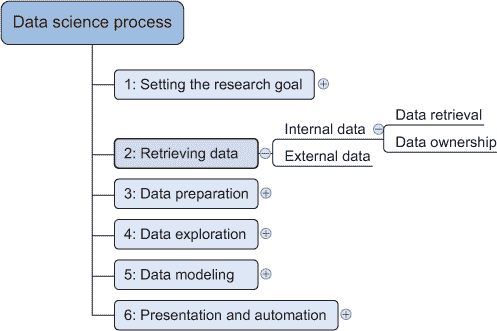 Data science process
1: Setting the research goal
2: Retrieving data
Internal data
External data
Data retrieval
Data ownership
3: Data preparation
4: Data exploration
5: Data modeling
6: Presentation and automation